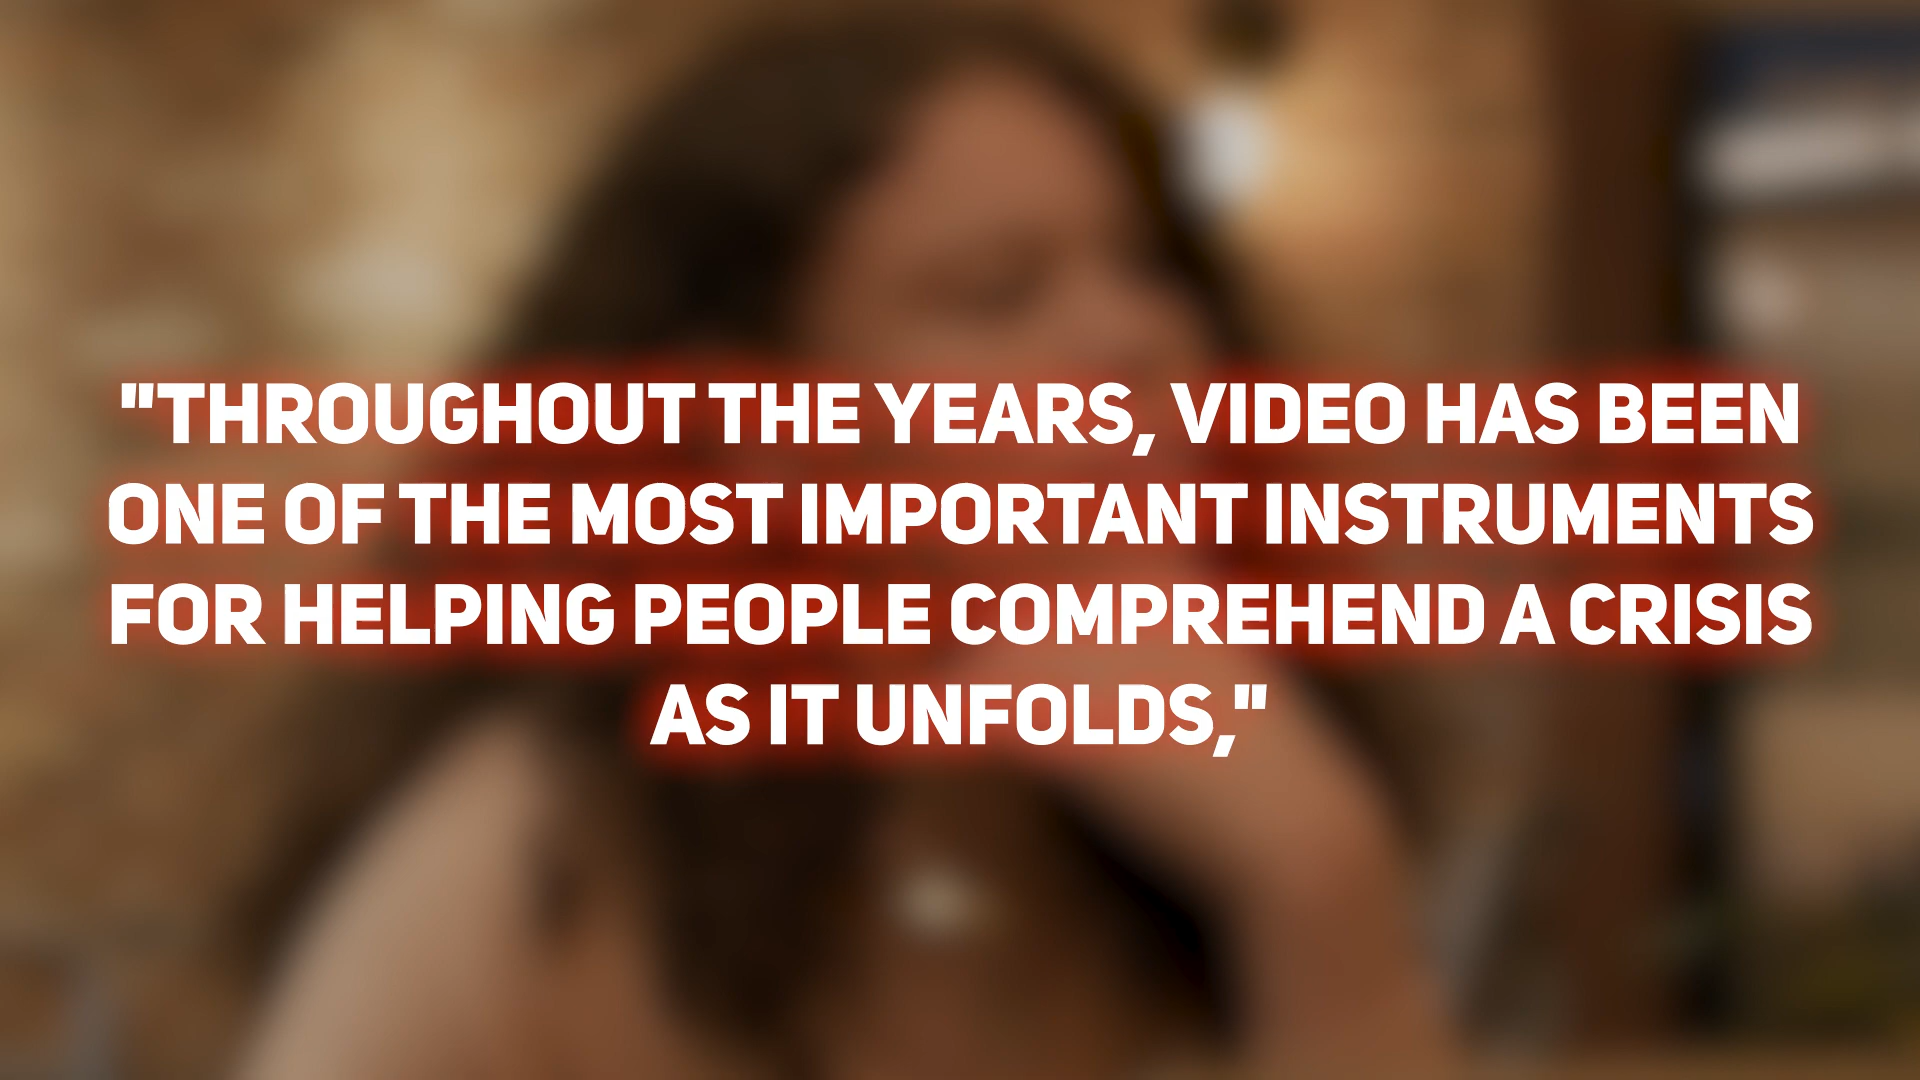 "THROUGHOUT THE YEARS, VIDEO HAS BEEN
ONE OF THE MOST IMPORTANT INSTRUMENTS
FOR HELPING PEOPLE COMPREHEND A CRISIS
AS IT UNFOLDS,"